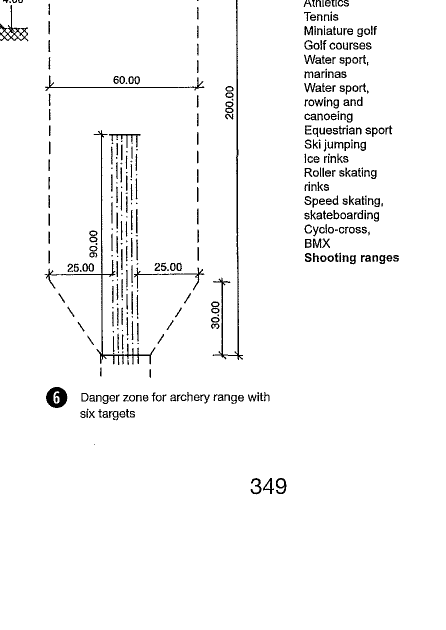 Athletics
Tennis
Miniature golf
Golf courses
Water sport,
marinas
Water sport,
rowing and
canoeing
Equestrian sport
Ski jumping
Ice rinks
Roller skating
rinks
Speed skating,
skateboarding
Cyclo-cross,
BMX
Shooting ranges
60.00
200.00
90.00
25.00
25.00
30.00
6 Danger zone for archery range with
six targets
349